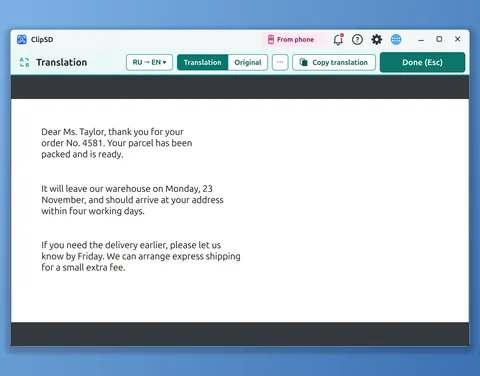 ClipSD
From phone
Translation
RU → EN ▾
Translation
Original
···
Copy translation
Done (Esc)
Dear Ms. Taylor, thank you for your
order No. 4581. Your parcel has been
packed and is ready.
It will leave our warehouse on Monday, 23
November, and should arrive at your address
within four working days.
If you need the delivery earlier, please let us
know by Friday. We can arrange express shipping
for a small extra fee.